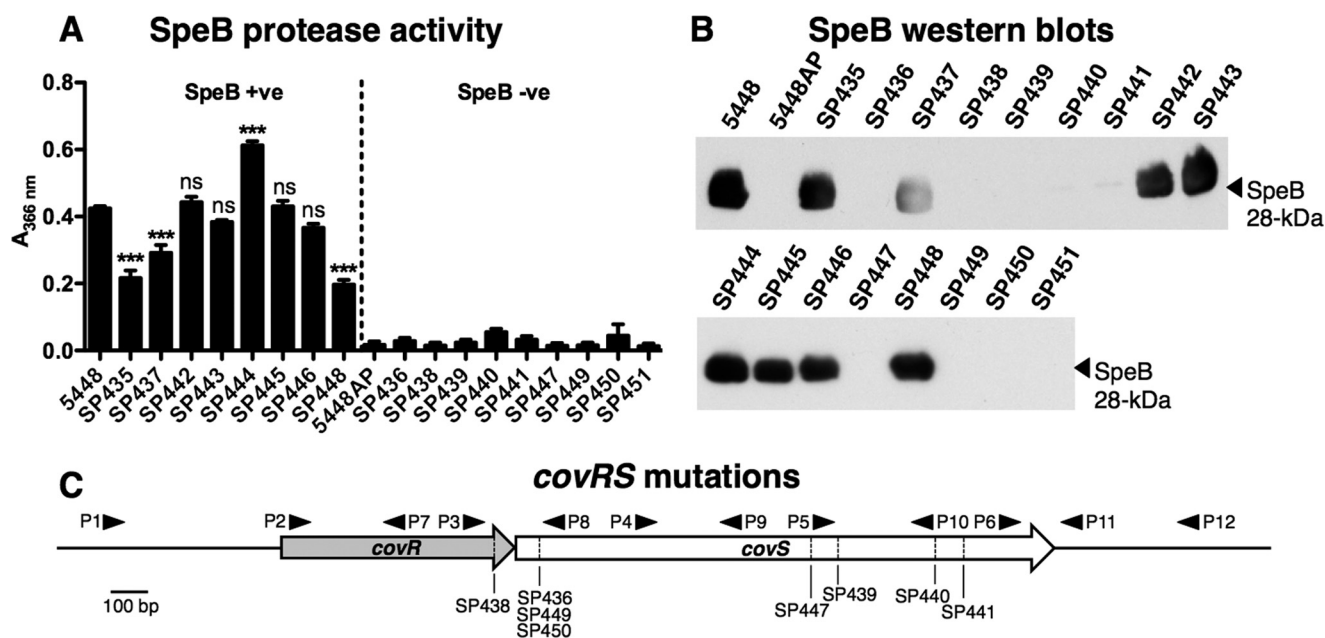 A SpeB protease activity
0.8
0.6
0.4
0.2
0.0
A366 nm
SpeB +ve
SpeB -ve
***
***
ns
ns
***
ns
ns
***
5448
SP435
SP437
SP442
SP443
SP444
SP445
SP446
SP448
5448AP
SP436
SP438
SP439
SP440
SP441
SP447
SP449
SP450
SP451
B SpeB western blots
5448
5448AP
SP435
SP436
SP437
SP438
SP439
SP440
SP441
SP442
SP443
SpeB
28-kDa
SP444
SP445
SP446
SP447
SP448
SP449
SP450
SP451
SpeB
28-kDa
C covRS mutations
P1 P2 P7 P3 P8 P4 P9 P5 P10 P6 P11 P12
covR covS
100 bp
SP438
SP436
SP449
SP450
SP447
SP439
SP440
SP441